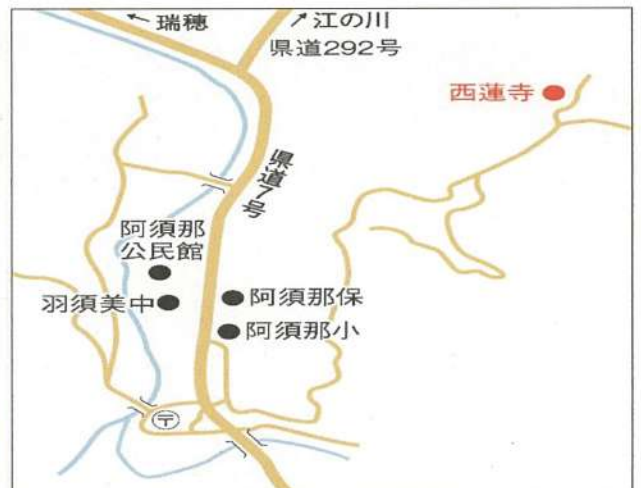 ←瑞穂
↗江の川
県道292号
西蓮寺
県道7号
阿須那
公民館
羽須美中
阿須那保
阿須那小
〒